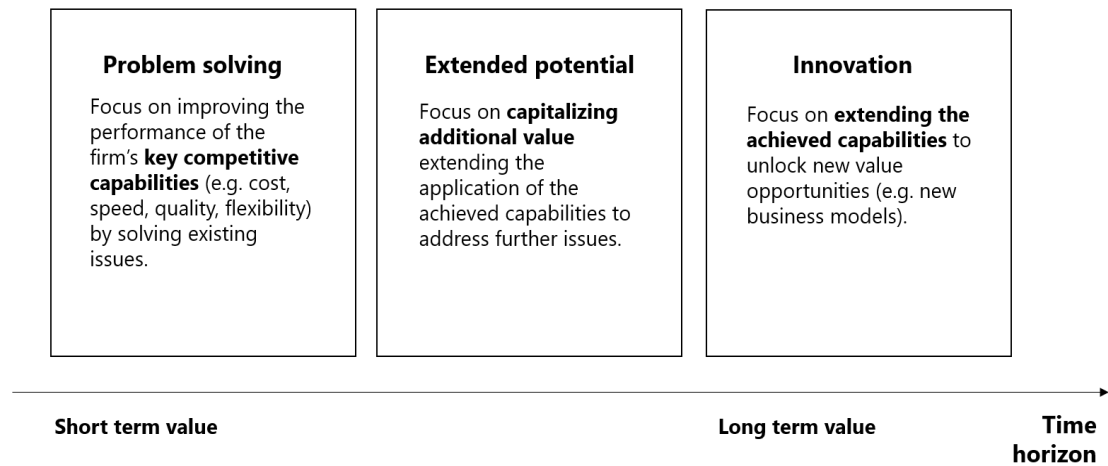 Problem solving
Focus on improving the
performance of the
firm's key competitive
capabilities (e.g. cost,
speed, quality, flexibility)
by solving existing
issues.
Extended potential
Focus on capitalizing
additional value
extending the
application of the
achieved capabilities to
address further issues.
Innovation
Focus on extending the
achieved capabilities to
unlock new value
opportunities (e.g. new
business models).
Short term value
Long term value
Time
horizon